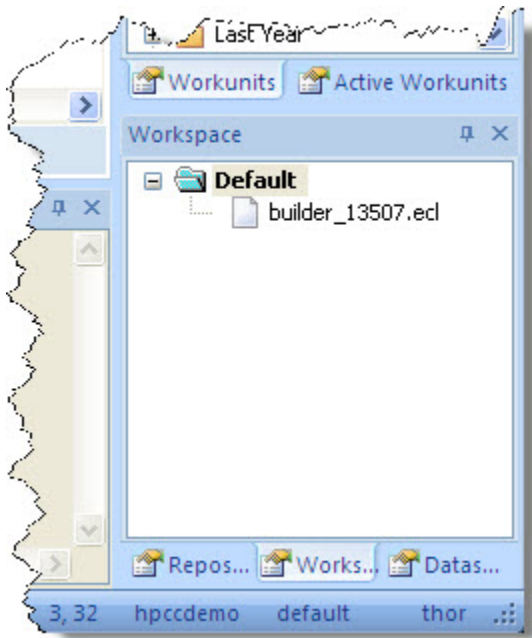 Last Year
Workunits Active Workunits
Workspace
Default
builder_13507.ecl
Repos... Works... Datas...
3, 32 hpccdemo default thor